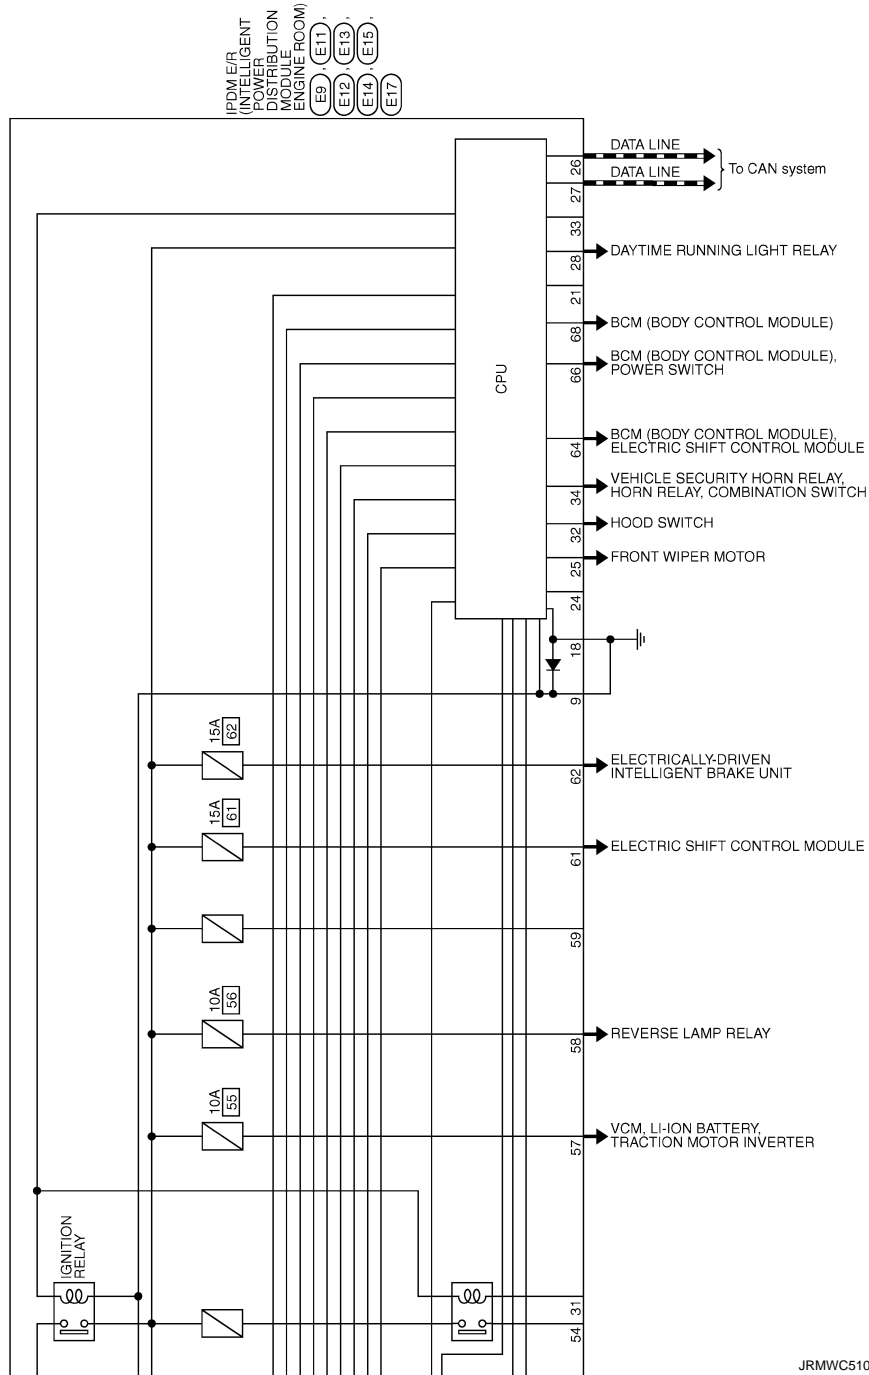 IPDM E/R
(INTELLIGENT
POWER
DISTRIBUTION
MODULE
ENGINE ROOM)
E9 , E11 ,
E12 , E13 ,
E14 , E15 ,
E17
CPU
26
DATA LINE
27
DATA LINE
To CAN system
33
28
DAYTIME RUNNING LIGHT RELAY
21
68
BCM (BODY CONTROL MODULE)
66
BCM (BODY CONTROL MODULE),
POWER SWITCH
64
BCM (BODY CONTROL MODULE),
ELECTRIC SHIFT CONTROL MODULE
34
VEHICLE SECURITY HORN RELAY,
HORN RELAY, COMBINATION SWITCH
32
HOOD SWITCH
25
FRONT WIPER MOTOR
24
18
9
15A
62
62
ELECTRICALLY-DRIVEN
INTELLIGENT BRAKE UNIT
15A
61
61
ELECTRIC SHIFT CONTROL MODULE
59
10A
56
58
REVERSE LAMP RELAY
10A
55
57
VCM, LI-ION BATTERY,
TRACTION MOTOR INVERTER
IGNITION
RELAY
31
54
JRMWC510